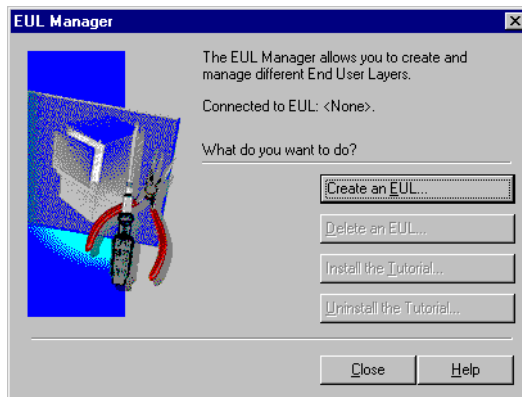 EUL Manager
The EUL Manager allows you to create and
manage different End User Layers.
Connected to EUL: <None>.
What do you want to do?
Create an EUL...
Delete an EUL...
Install the Tutorial...
Uninstall the Tutorial...
Close
Help